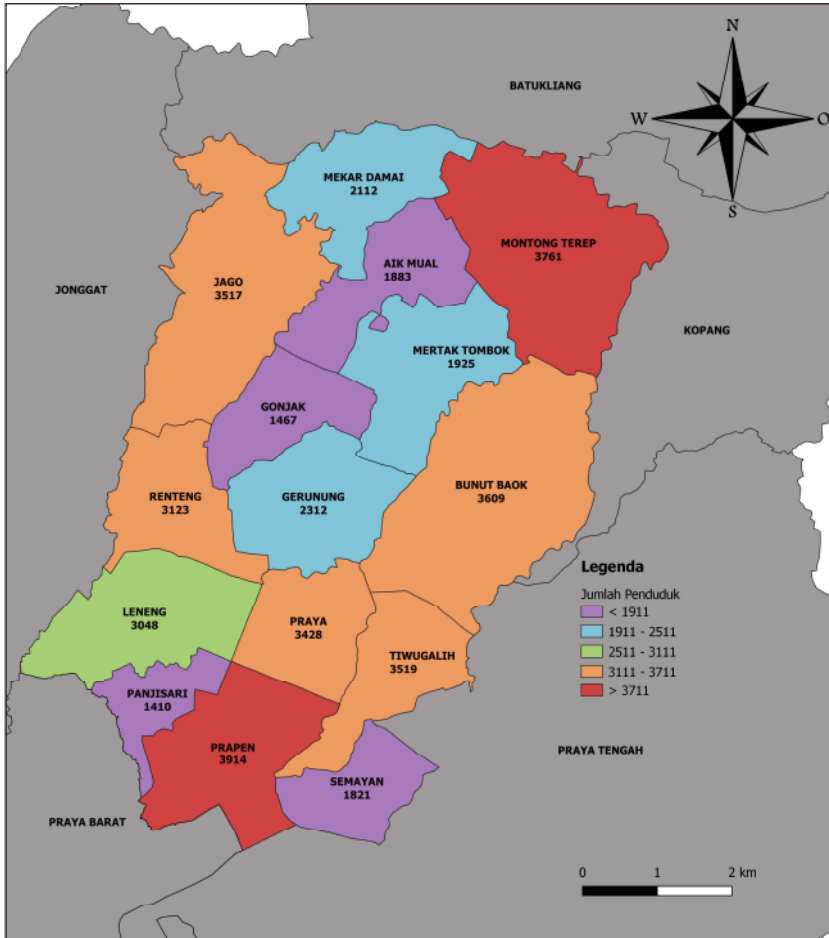 N
BATUKLIANG
W
O
MEKAR DAMAI
2112
S
MONTONG TEREP
3761
AIK MUAL
1883
JAGO
3517
JONGGAT
KOPANG
MERTAK TOMBOK
1925
GONJAK
1467
BUNUT BAOK
3609
RENTENG
3123
GERUNUNG
2312
Legenda
Jumlah Penduduk
< 1911
1911 - 2511
2511 - 3111
3111 - 3711
> 3711
LENENG
3048
PRAYA
3428
TIWUGALIH
3519
PANJISARI
1410
PRAPEN
3914
PRAYA TENGAH
SEMAYAN
1821
PRAYA BARAT
0 1 2 km